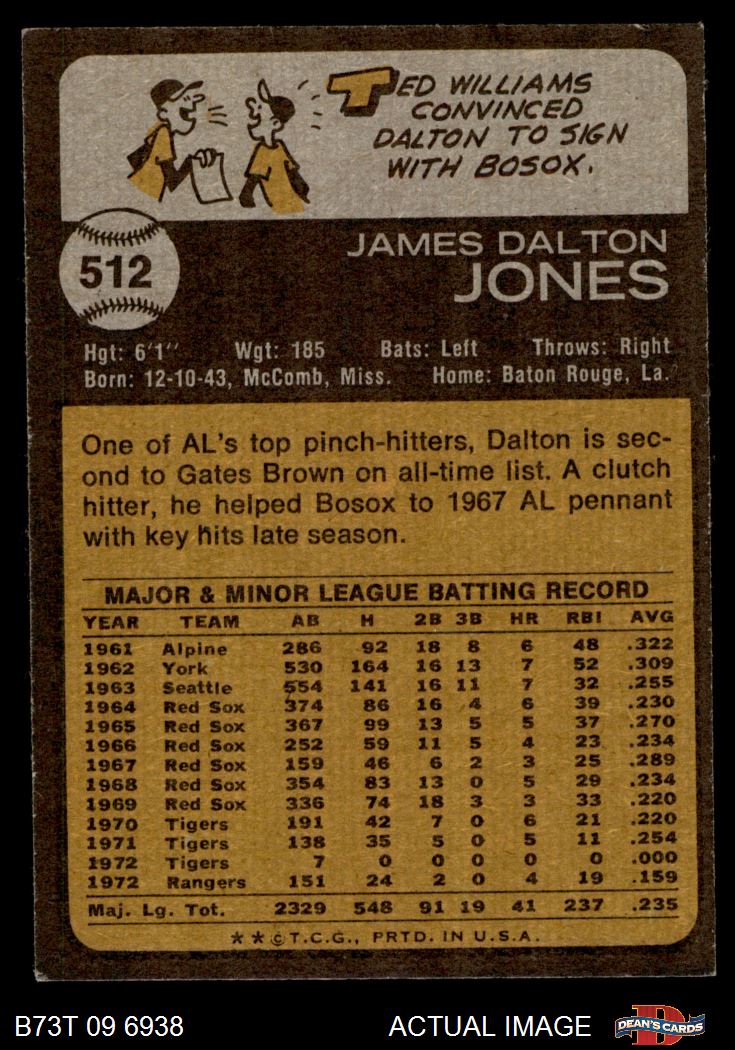 TED WILLIAMS
CONVINCED
DALTON TO SIGN
WITH BOSOX.
512
JAMES DALTON
JONES
Hgt: 6'1" Wgt: 185 Bats: Left Throws: Right
Born: 12-10-43, McComb, Miss. Home: Baton Rouge, La.
One of AL's top pinch-hitters, Dalton is sec-
ond to Gates Brown on all-time list. A clutch
hitter, he helped Bosox to 1967 AL pennant
with key hits late season.
MAJOR & MINOR LEAGUE BATTING RECORD
YEAR TEAM AB H 2B 3B HR RBI AVG
1961 Alpine 286 92 18 8 6 48 .322
1962 York 530 164 16 13 7 52 .309
1963 Seattle 554 141 16 11 7 32 .255
1964 Red Sox 374 86 16 4 6 39 .230
1965 Red Sox 367 99 13 5 5 37 .270
1966 Red Sox 252 59 11 5 4 23 .234
1967 Red Sox 159 46 6 2 3 25 .289
1968 Red Sox 354 83 13 0 5 29 .234
1969 Red Sox 336 74 18 3 3 33 .220
1970 Tigers 191 42 7 0 6 21 .220
1971 Tigers 138 35 5 0 5 11 .254
1972 Tigers 7 0 0 0 0 0 .000
1972 Rangers 151 24 2 0 4 19 .159
Maj. Lg. Tot. 2329 548 91 19 41 237 .235
* * © T.C.G., PRTD. IN U.S.A.
B73T 09 6938 ACTUAL IMAGE DEAN'S CARDS